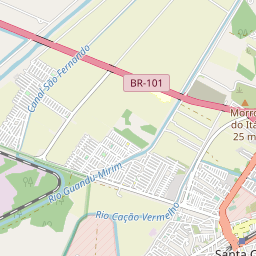 Canal São Fernando
BR-101
Morro
do Ita
25 m
Rio Guandu-Mirim
Rio Cação Vermelho
Santa C